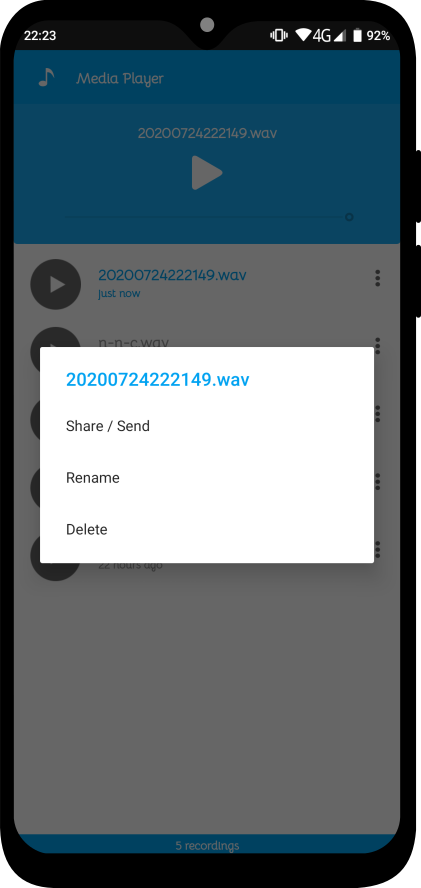 22:23
4G
92%
Media Player
20200724222149.wav
20200724222149.wav
just now
n-n-c.wav
20200724222149.wav
Share / Send
Rename
Delete
22 hours ago
5 recordings